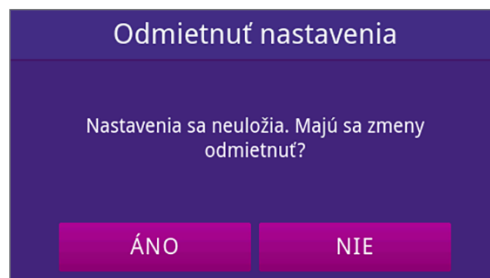 Odmietnuť nastavenia
Nastavenia sa neuložia. Majú sa zmeny
odmietnuť?
ÁNO
NIE